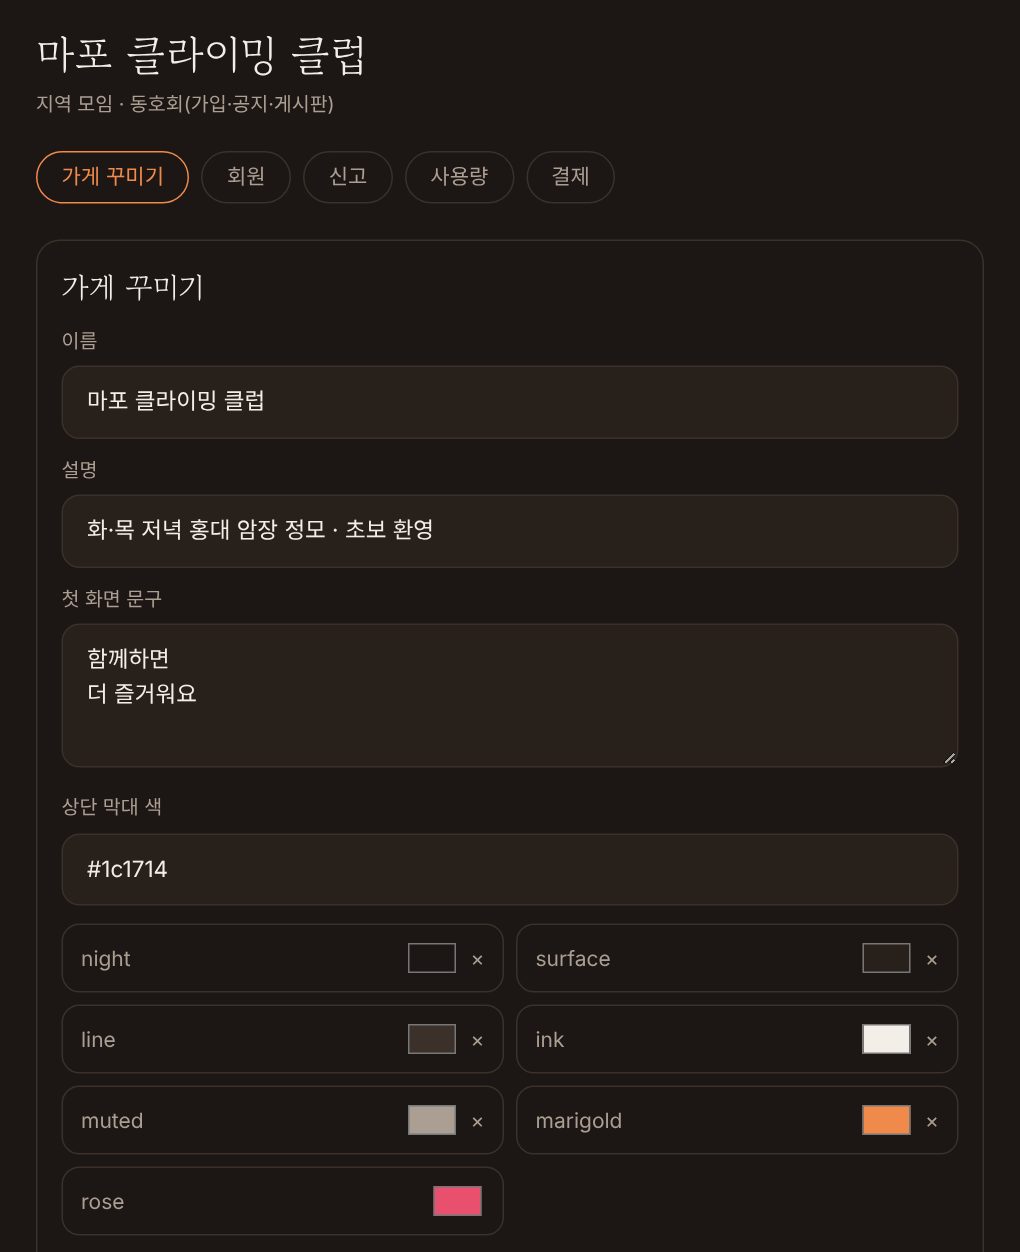 마포 클라이밍 클럽
지역 모임 · 동호회(가입·공지·게시판)
가게 꾸미기 회원 신고 사용량 결제
가게 꾸미기
이름
마포 클라이밍 클럽
설명
화·목 저녁 홍대 암장 정모 · 초보 환영
첫 화면 문구
함께하면
더 즐거워요
상단 막대 색
#1c1714
night × surface ×
line × ink ×
muted × marigold ×
rose